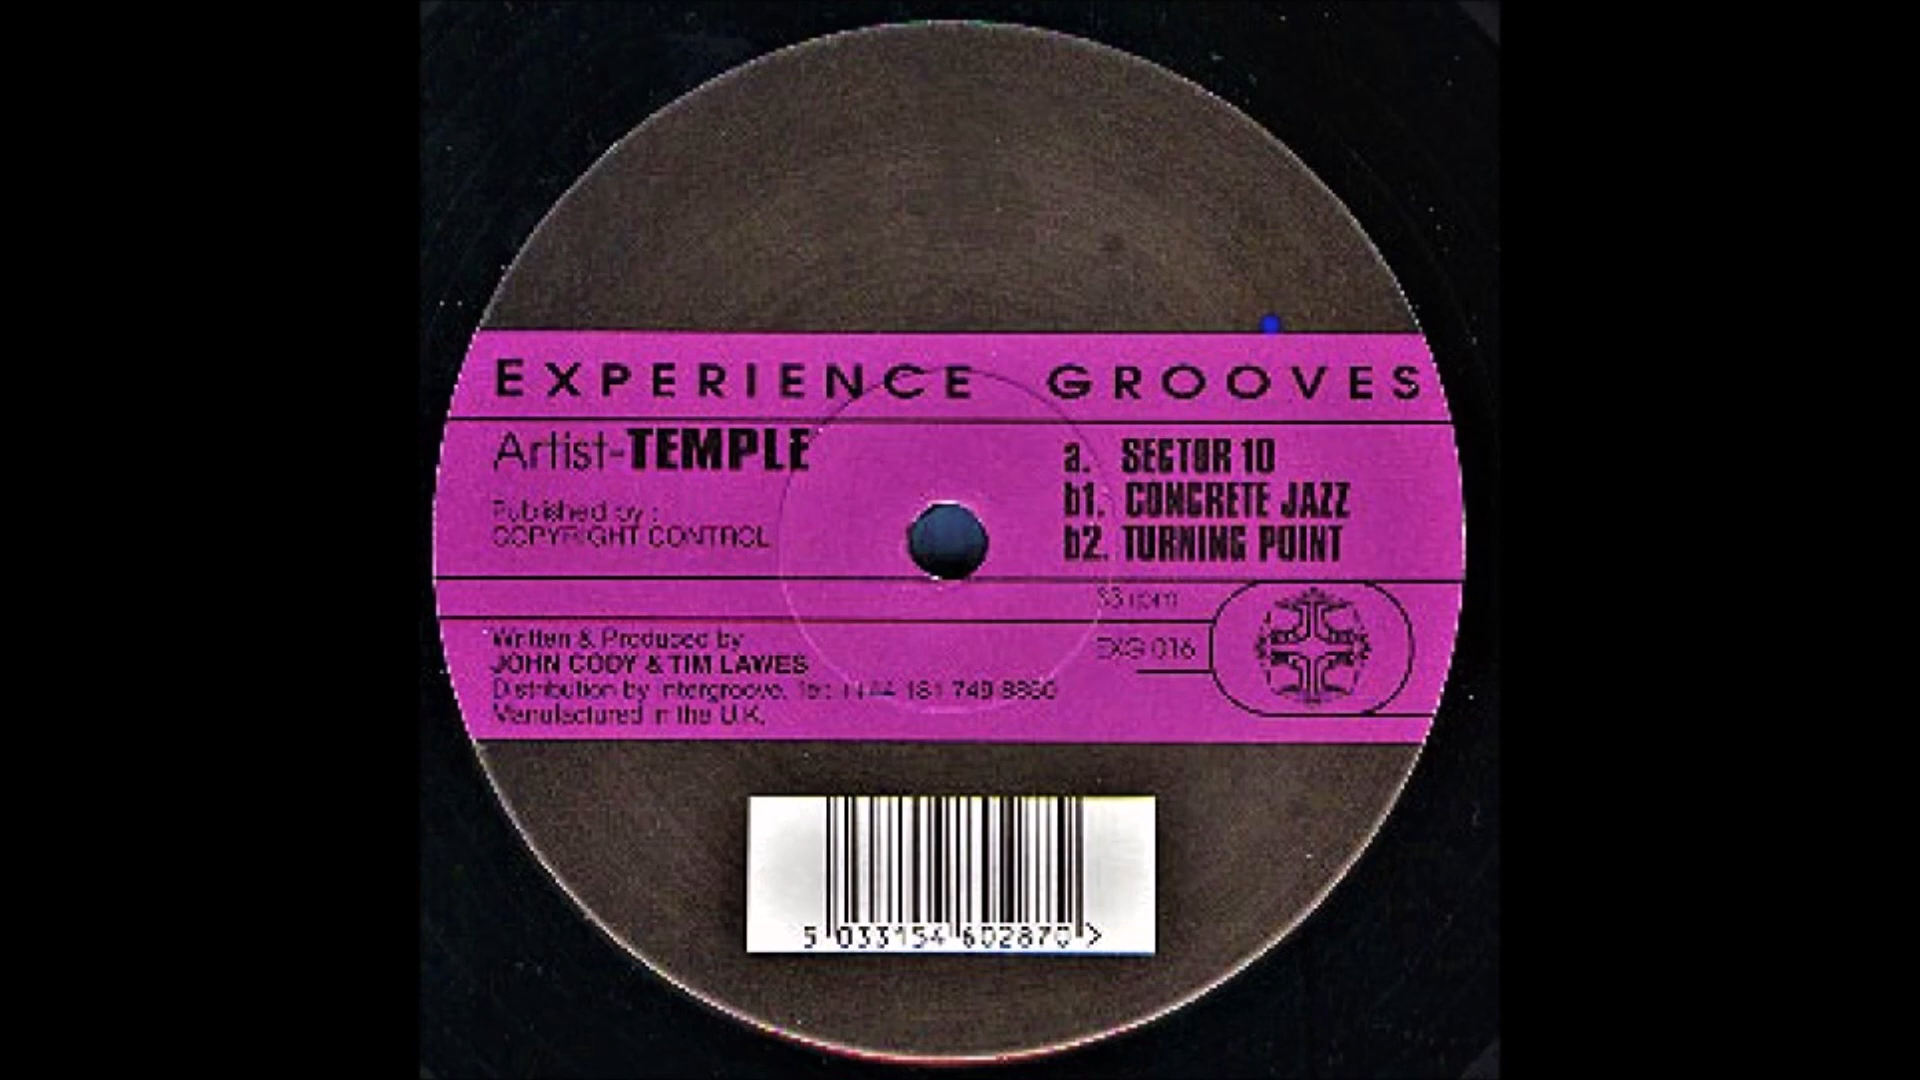 EXPERIENCE GROOVES
Artist-TEMPLE
Published by :
COPYRIGHT CONTROL
a. SECTOR 10
b1. CONCRETE JAZZ
b2. TURNING POINT
33 rpm
EXG 016
Written & Produced by
JOHN CODY & TIM LAWES
Distribution by Intergroove. Tel: ++44 181 749 8860
Manufactured in the U.K.
5 033154 602870 >